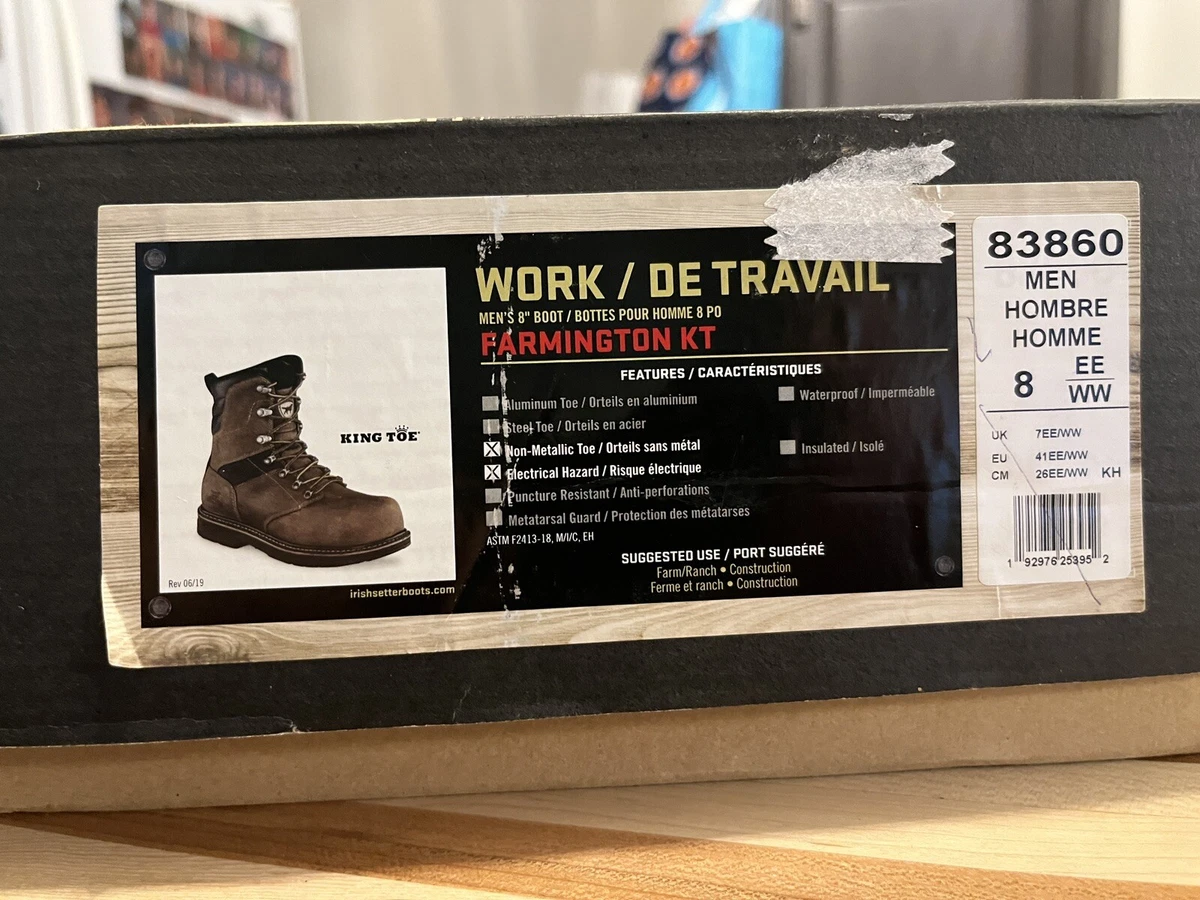 WORK / DE TRAVAIL
MEN'S 8" BOOT / BOTTES POUR HOMME 8 PO
FARMINGTON KT
FEATURES / CARACTÉRISTIQUES
Aluminum Toe / Orteils en aluminium
Steel Toe / Orteils en acier
Non-Metallic Toe / Orteils sans métal
Electrical Hazard / Risque électrique
Puncture Resistant / Anti-perforations
Metatarsal Guard / Protection des métatarses
Waterproof / Imperméable
Insulated / Isolé
ASTM F2413-18, M/I/C, EH
SUGGESTED USE / PORT SUGGÉRÉ
Farm/Ranch • Construction
Ferme et ranch • Construction
KING TOE
Rev 06/19
irishsetterboots.com
83860
MEN
HOMBRE
HOMME
8 EE
WW
UK 7EE/WW
EU 41EE/WW
CM 26EE/WW KH
1 92976 25395 2